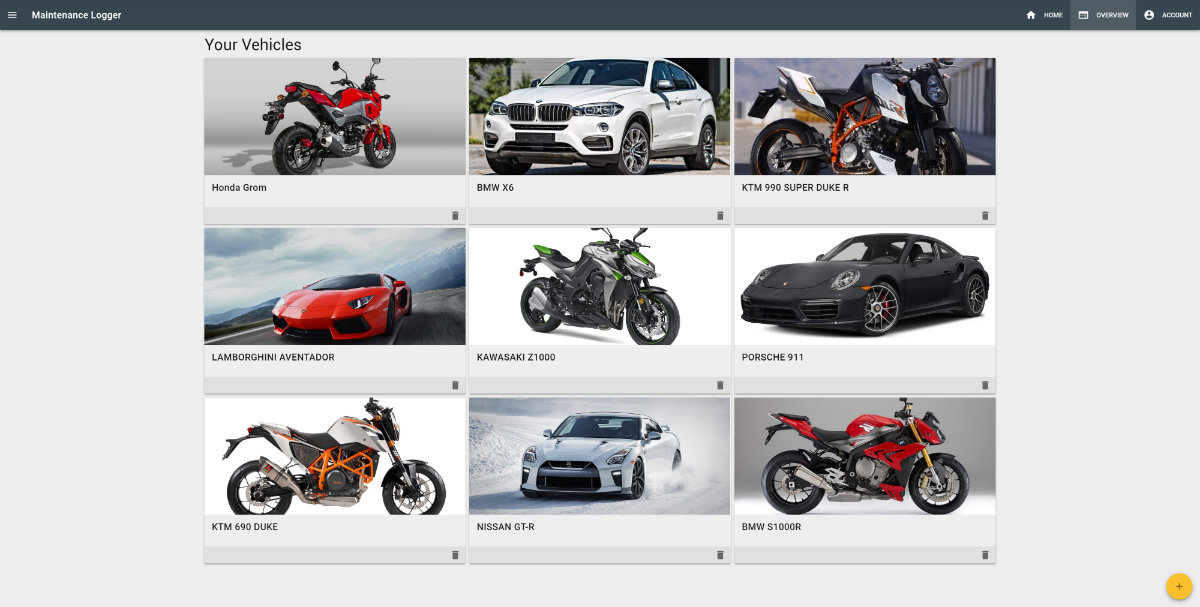 Maintenance Logger
HOME
OVERVIEW
ACCOUNT
Your Vehicles
Honda Grom
BMW X6
KTM 990 SUPER DUKE R
LAMBORGHINI AVENTADOR
KAWASAKI Z1000
PORSCHE 911
KTM 690 DUKE
NISSAN GT-R
BMW S1000R